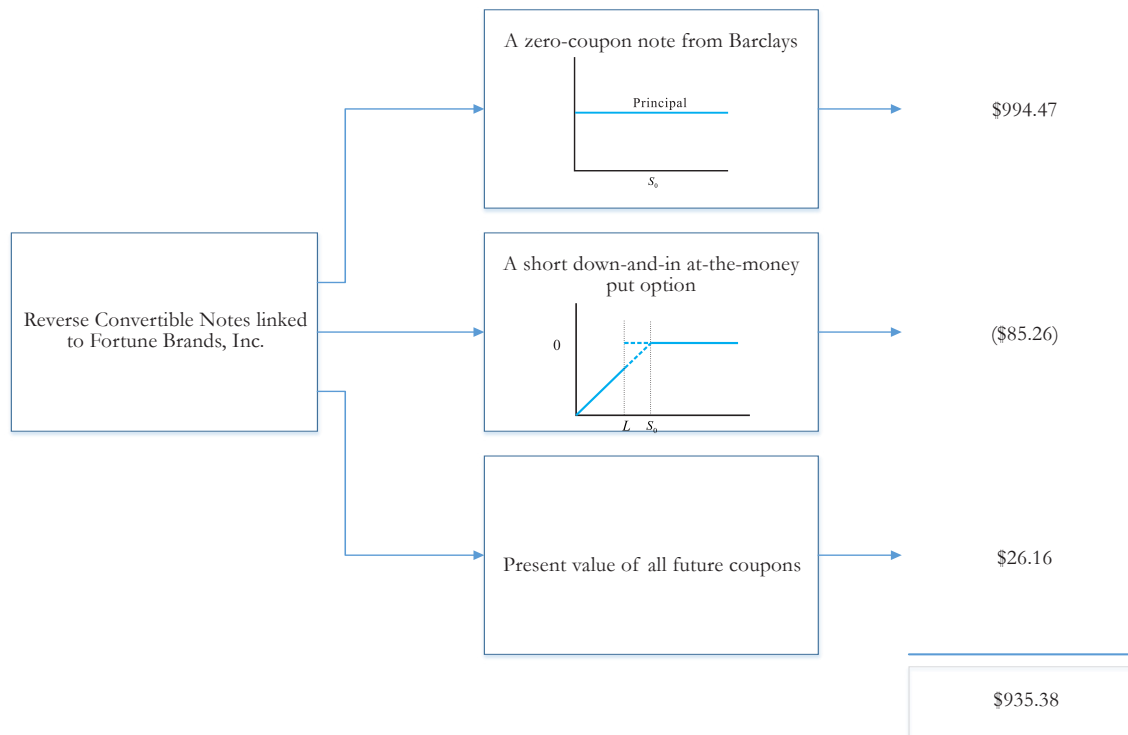 A zero-coupon note from Barclays
Principal
S₀
$994.47
Reverse Convertible Notes linked
to Fortune Brands, Inc.
A short down-and-in at-the-money
put option
0
L S₀
($85.26)
Present value of all future coupons
$26.16
$935.38